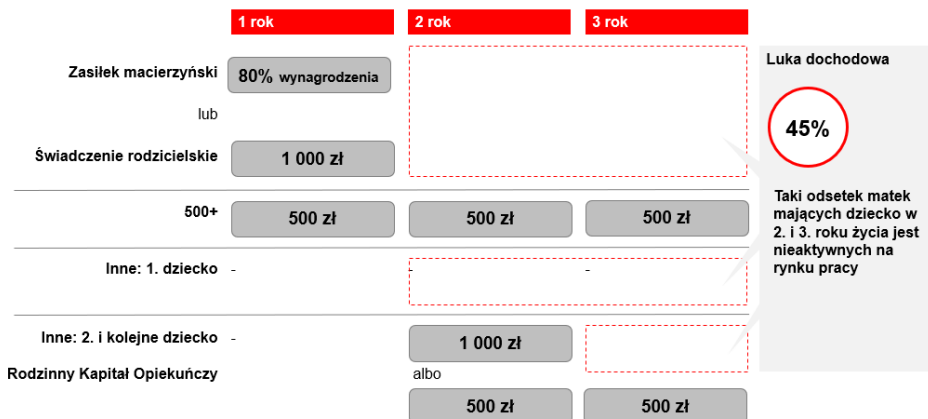 1 rok 2 rok 3 rok
Luka dochodowa
Zasiłek macierzyński 80% wynagrodzenia
lub
45%
Świadczenie rodzicielskie 1 000 zł
Taki odsetek matek
mających dziecko w
2. i 3. roku życia jest
nieaktywnych na
rynku pracy
500+ 500 zł 500 zł 500 zł
Inne: 1. dziecko - - -
Inne: 2. i kolejne dziecko - 1 000 zł
Rodzinny Kapitał Opiekuńczy albo
500 zł 500 zł